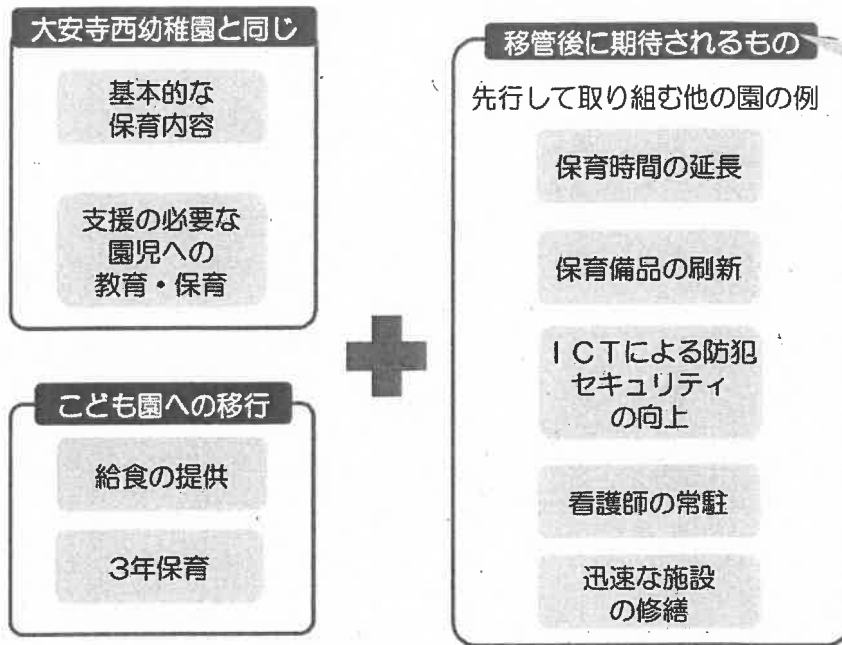 大安寺西幼稚園と同じ
基本的な
保育内容
支援の必要な
園児への
教育・保育
こども園への移行
給食の提供
3年保育
移管後に期待されるもの
先行して取り組む他の園の例
保育時間の延長
保育備品の刷新
ICTによる防犯
セキュリティ
の向上
看護師の常駐
迅速な施設
の修繕